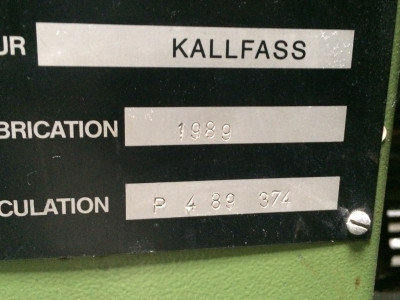 UR KALLFASS
BRICATION 1989
CULATION P 4 89 374